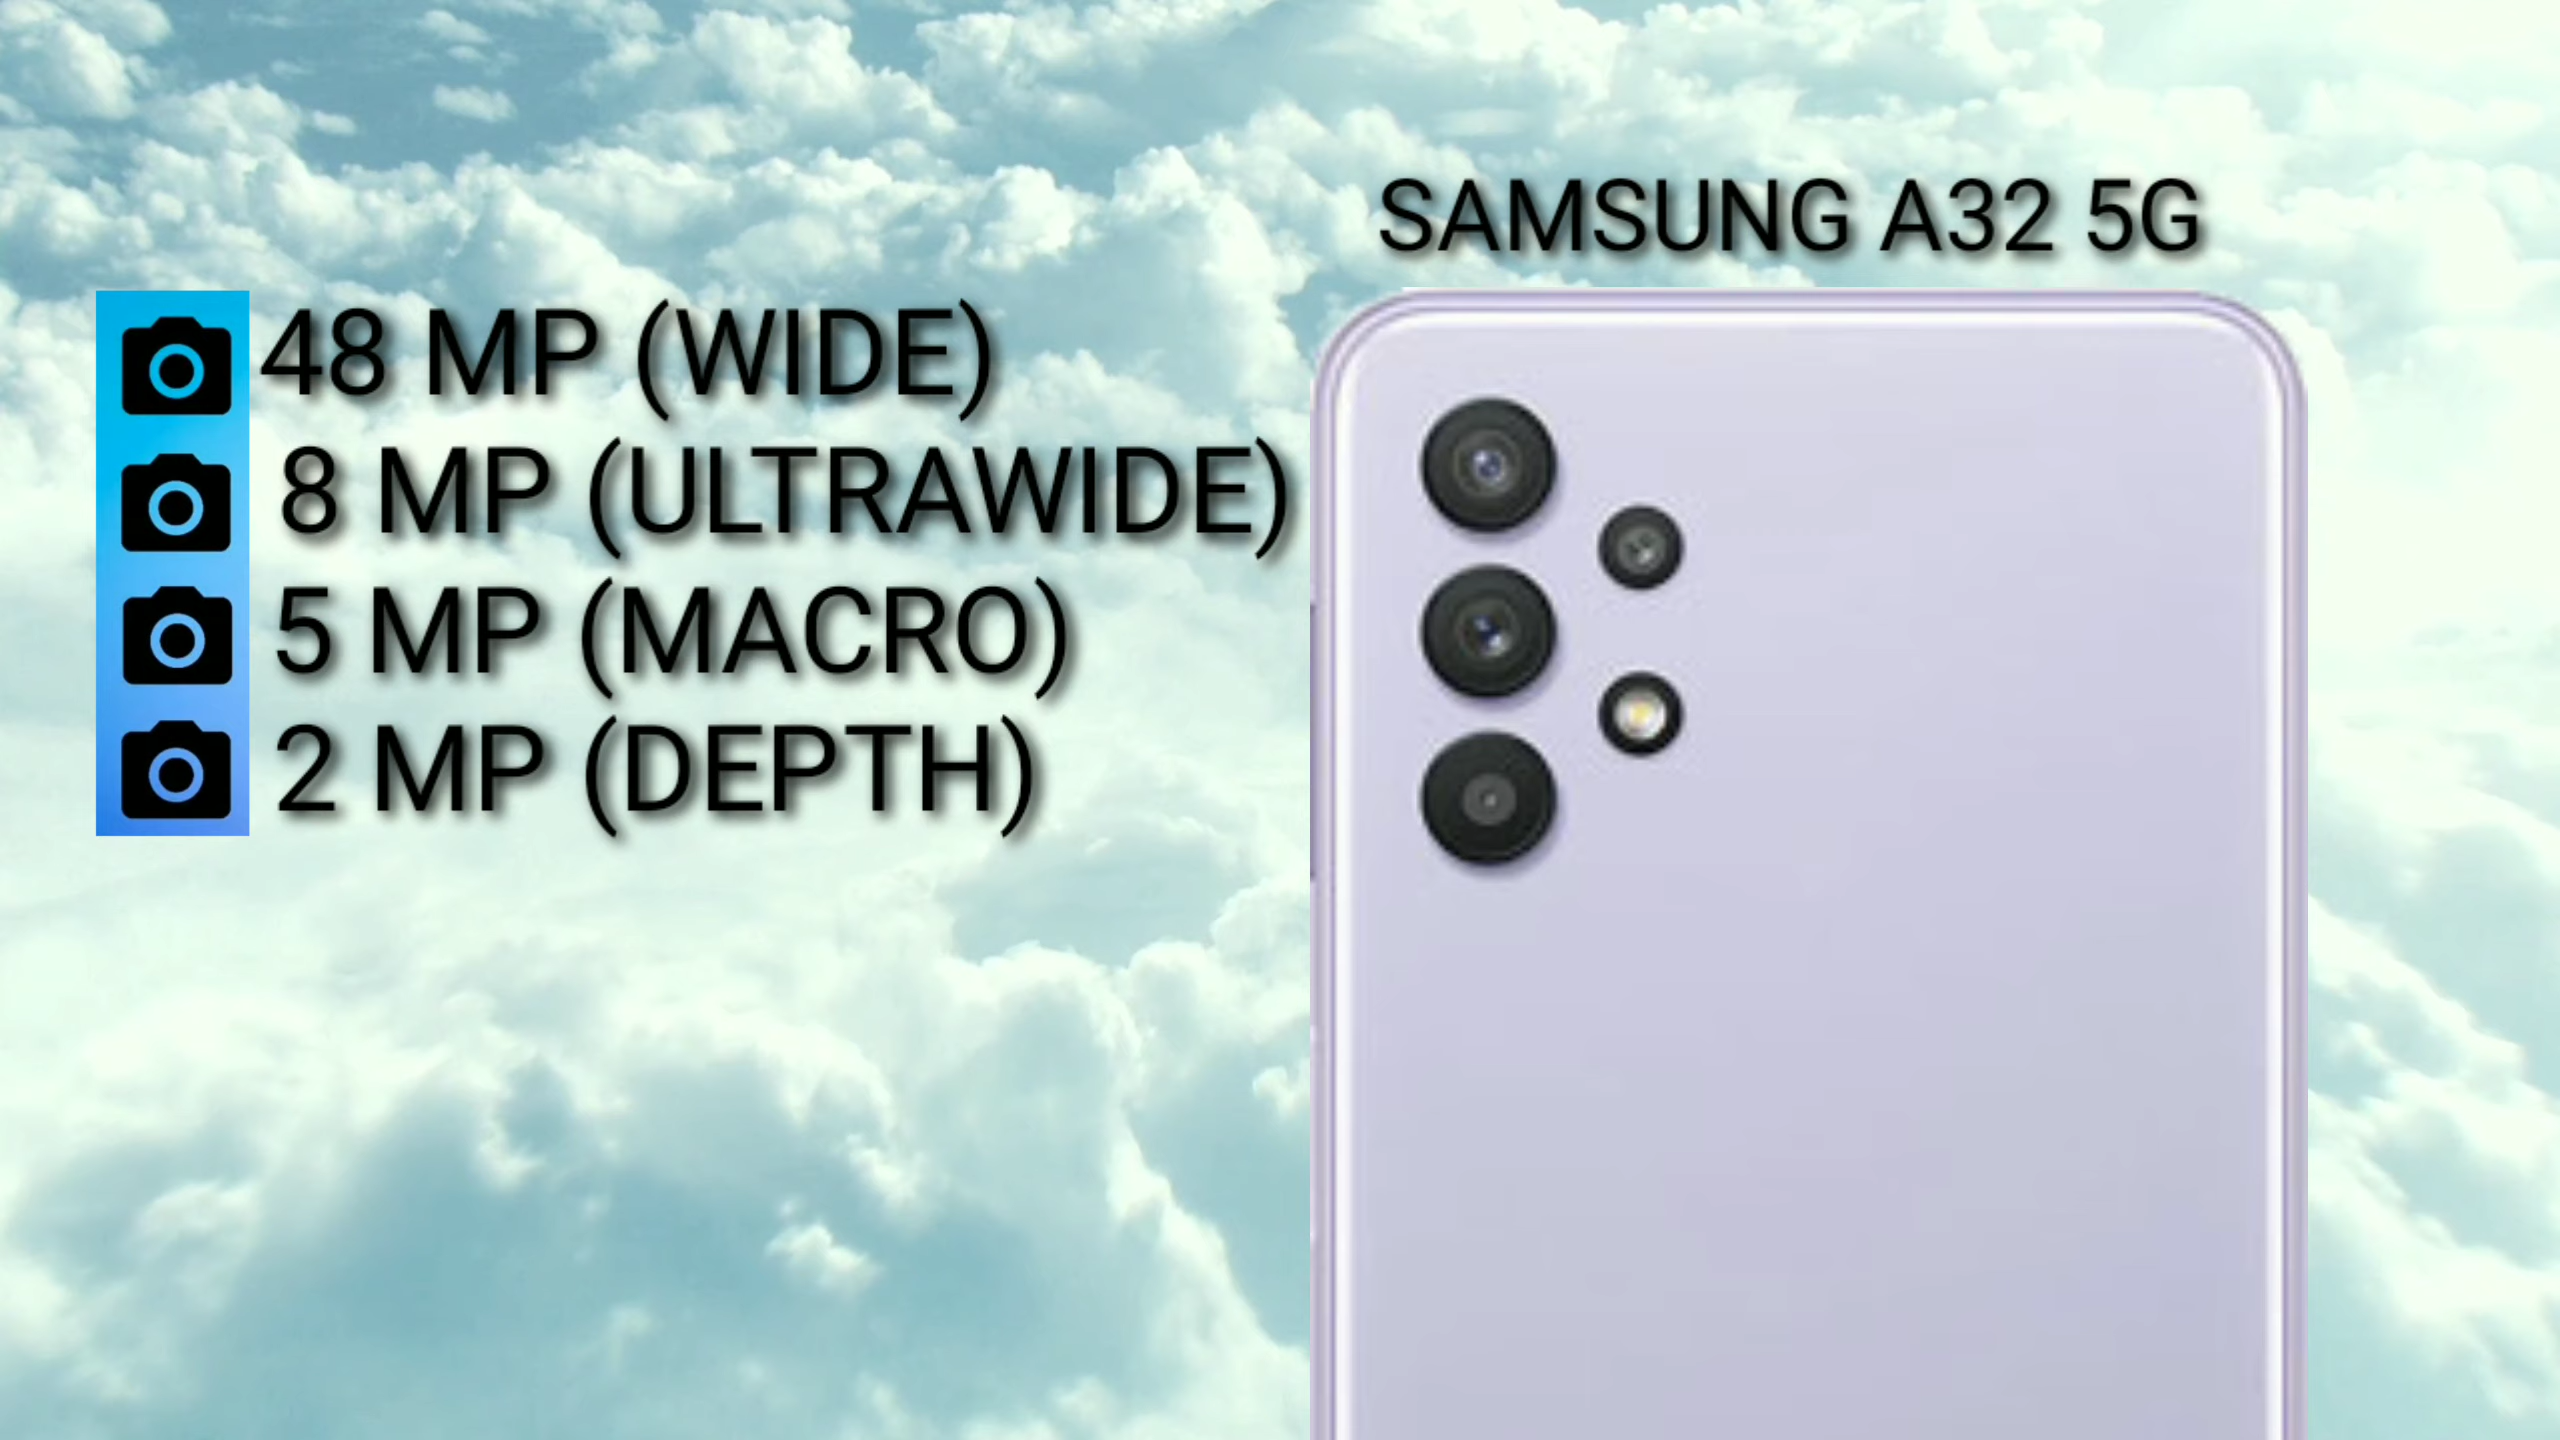 SAMSUNG A32 5G
48 MP (WIDE)
8 MP (ULTRAWIDE)
5 MP (MACRO)
2 MP (DEPTH)